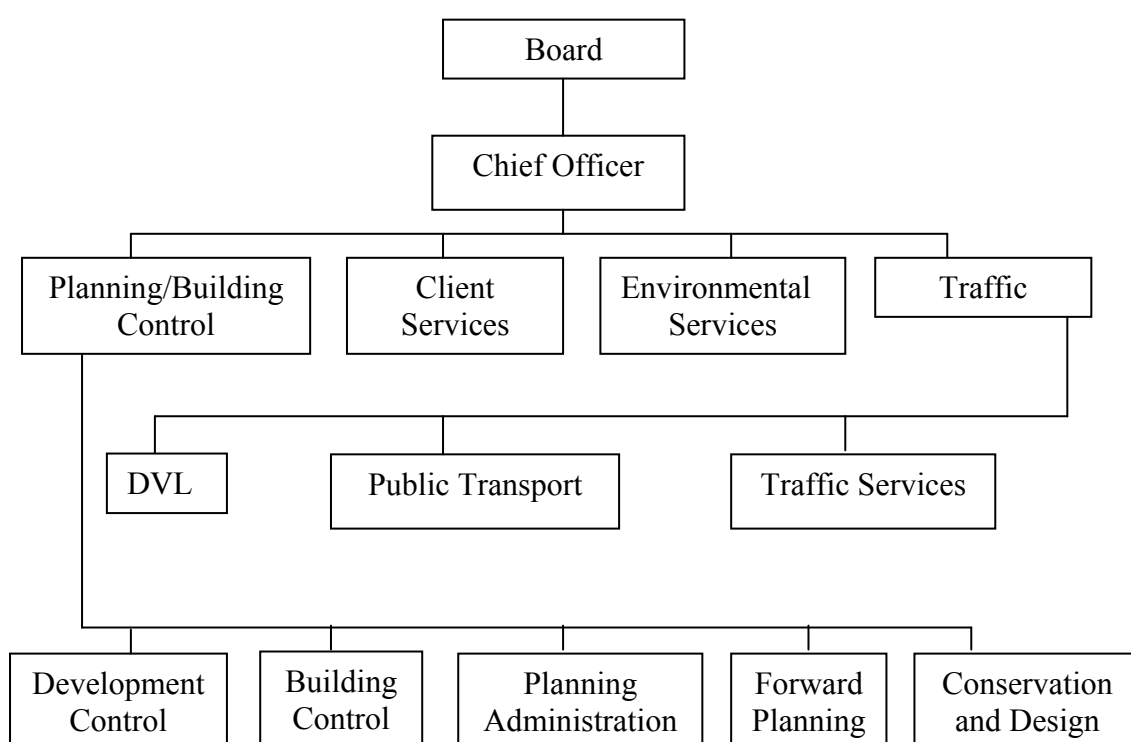 Board
Chief Officer
Planning/Building
Control
Client
Services
Environmental
Services
Traffic
DVL
Public Transport
Traffic Services
Development
Control
Building
Control
Planning
Administration
Forward
Planning
Conservation
and Design